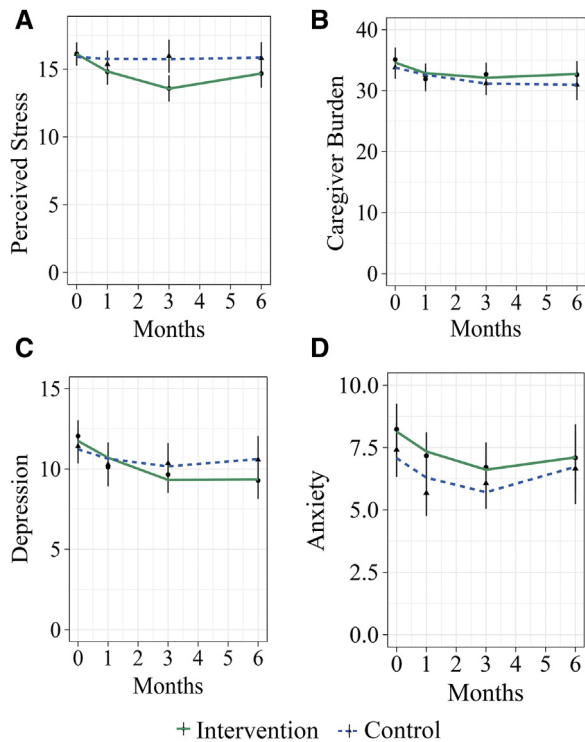 A
Perceived Stress
15
10
5
0
0 1 2 3 4 5 6
Months
B
Caregiver Burden
40
30
20
10
0
0 1 2 3 4 5 6
Months
C
Depression
15
10
5
0
0 1 2 3 4 5 6
Months
D
Anxiety
10.0
7.5
5.0
2.5
0.0
0 1 2 3 4 5 6
Months
Intervention Control